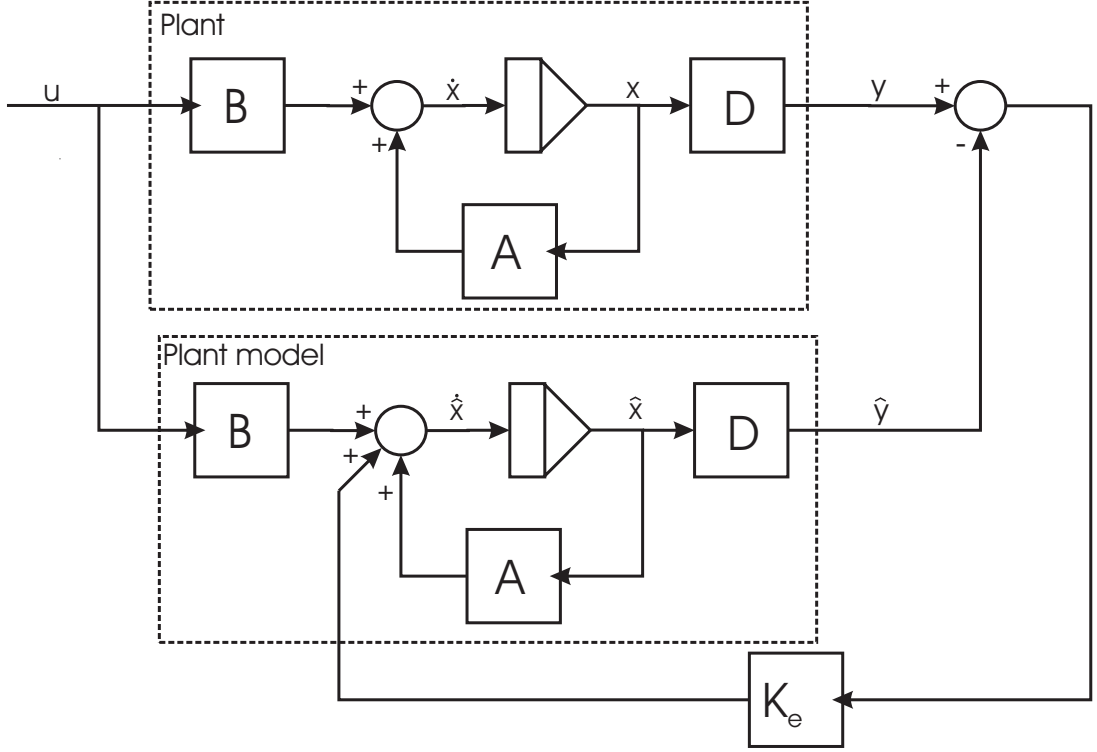 Plant
u
B
+
ẋ
x
D
y
+
+
-
A
Plant model
B
+
x̂̇
x̂
D
ŷ
+
+
A
Kₑ